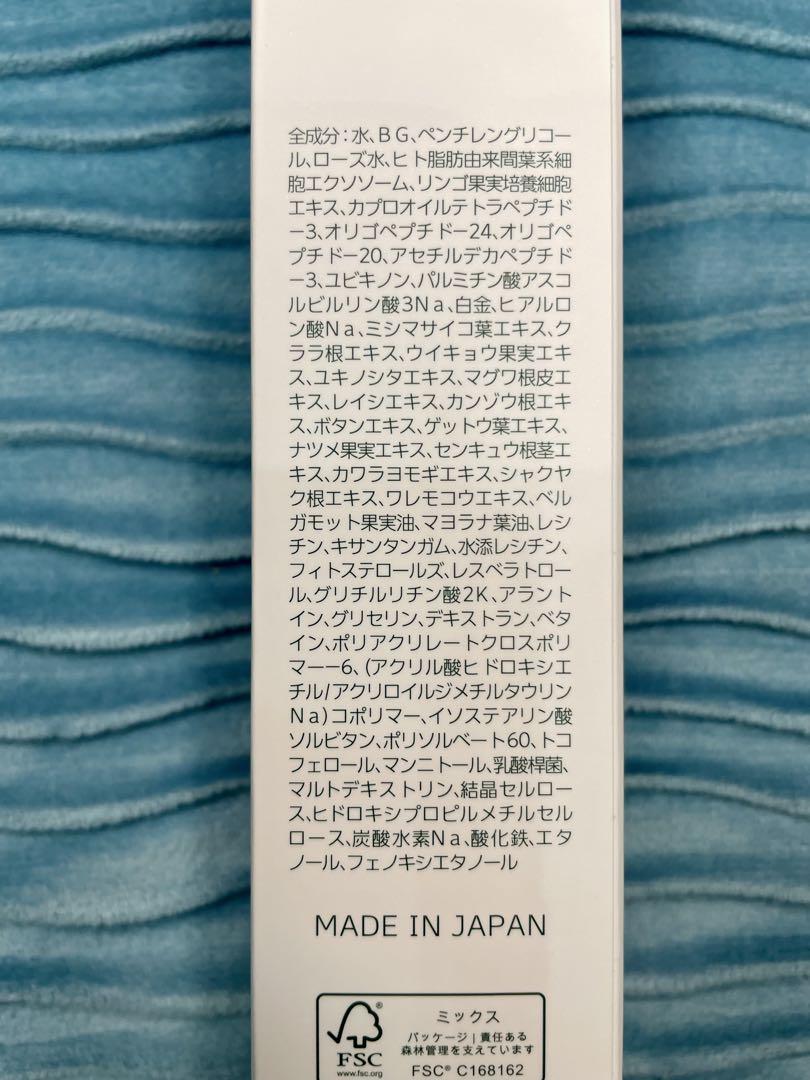 全成分：水、BG、ペンチレングリコー
ル、ローズ水、ヒト脂肪由来間葉系細
胞エクソソーム、リンゴ果実培養細胞
エキス、カプロオイルテトラペプチド
ー3、オリゴペプチドー24、オリゴペ
プチドー20、アセチルデカペプチド
ー3、ユビキノン、パルミチン酸アスコ
ルビルリン酸3Na、白金、ヒアルロ
ン酸Na、ミシマサイコ葉エキス、ク
ララ根エキス、ウイキョウ果実エキ
ス、ユキノシタエキス、マグワ根皮エ
キス、レイシエキス、カンゾウ根エキ
ス、ボタンエキス、ゲットウ葉エキス、
ナツメ果実エキス、センキュウ根茎エ
キス、カワラヨモギエキス、シャクヤ
ク根エキス、ワレモコウエキス、ベル
ガモット果実油、マヨラナ葉油、レシ
チン、キサンタンガム、水添レシチン、
フィトステロールズ、レスベラトロー
ル、グリチルリチン酸2K、アラント
イン、グリセリン、デキストラン、ベタ
イン、ポリアクリレートクロスポリ
マーー6、(アクリル酸ヒドロキシエ
チル/アクリロイルジメチルタウリン
Na)コポリマー、イソステアリン酸
ソルビタン、ポリソルベート60、トコ
フェロール、マンニトール、乳酸桿菌、
マルトデキストリン、結晶セルロー
ス、ヒドロキシプロピルメチルセル
ロース、炭酸水素Na、酸化鉄、エタ
ノール、フェノキシエタノール
MADE IN JAPAN
FSC®
www.fsc.org
ミックス
パッケージ|責任ある
森林管理を支えています
FSC® C168162